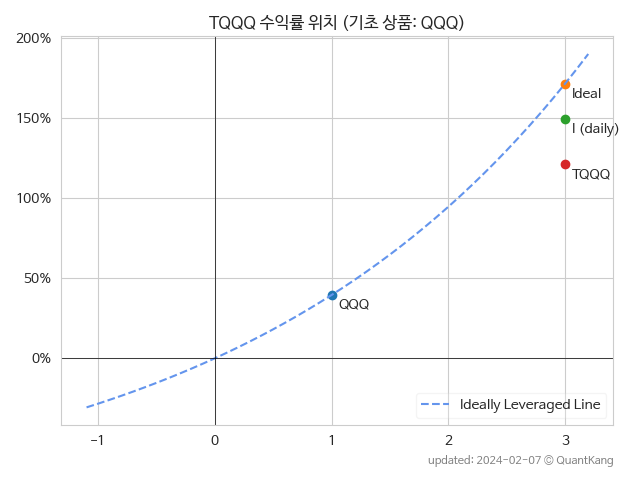 TQQQ 수익률 위치 (기초 상품: QQQ)
200%
150%
100%
50%
0%
Ideal
I (daily)
TQQQ
QQQ
Ideally Leveraged Line
−1
0
1
2
3
updated: 2024-02-07 © QuantKang